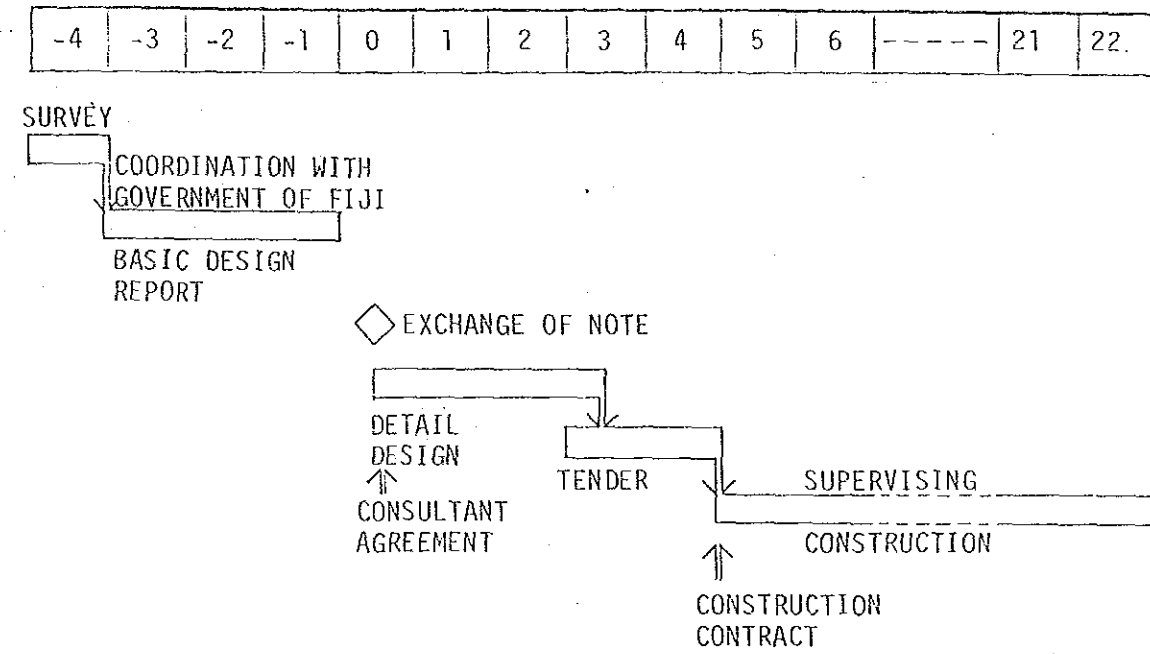 -4 -3 -2 -1 0 1 2 3 4 5 6 ----- 21 22.
SURVEY
COORDINATION WITH
GOVERNMENT OF FIJI
BASIC DESIGN
REPORT
EXCHANGE OF NOTE
DETAIL
DESIGN
CONSULTANT
AGREEMENT
TENDER
SUPERVISING
CONSTRUCTION
CONSTRUCTION
CONTRACT